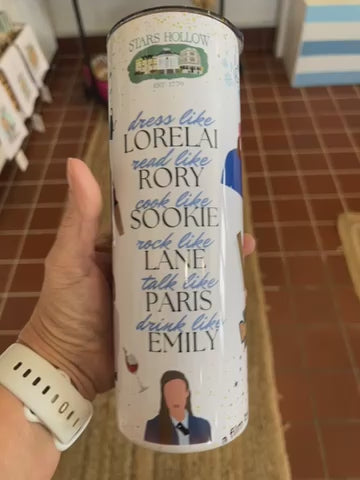 STARS HOLLOW
EST 1779
dress like
LORELAI
read like
RORY
cook like
SOOKIE
rock like
LANE
talk like
PARIS
drink like
EMILY